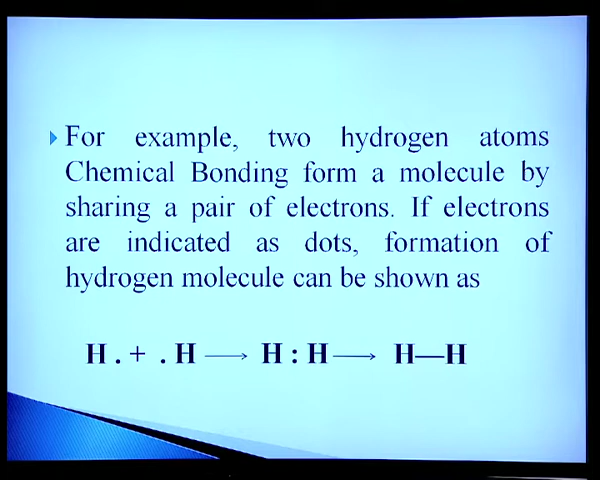 For example, two hydrogen atoms
Chemical Bonding form a molecule by
sharing a pair of electrons. If electrons
are indicated as dots, formation of
hydrogen molecule can be shown as
H . + . H ⟶ H : H ⟶ H—H